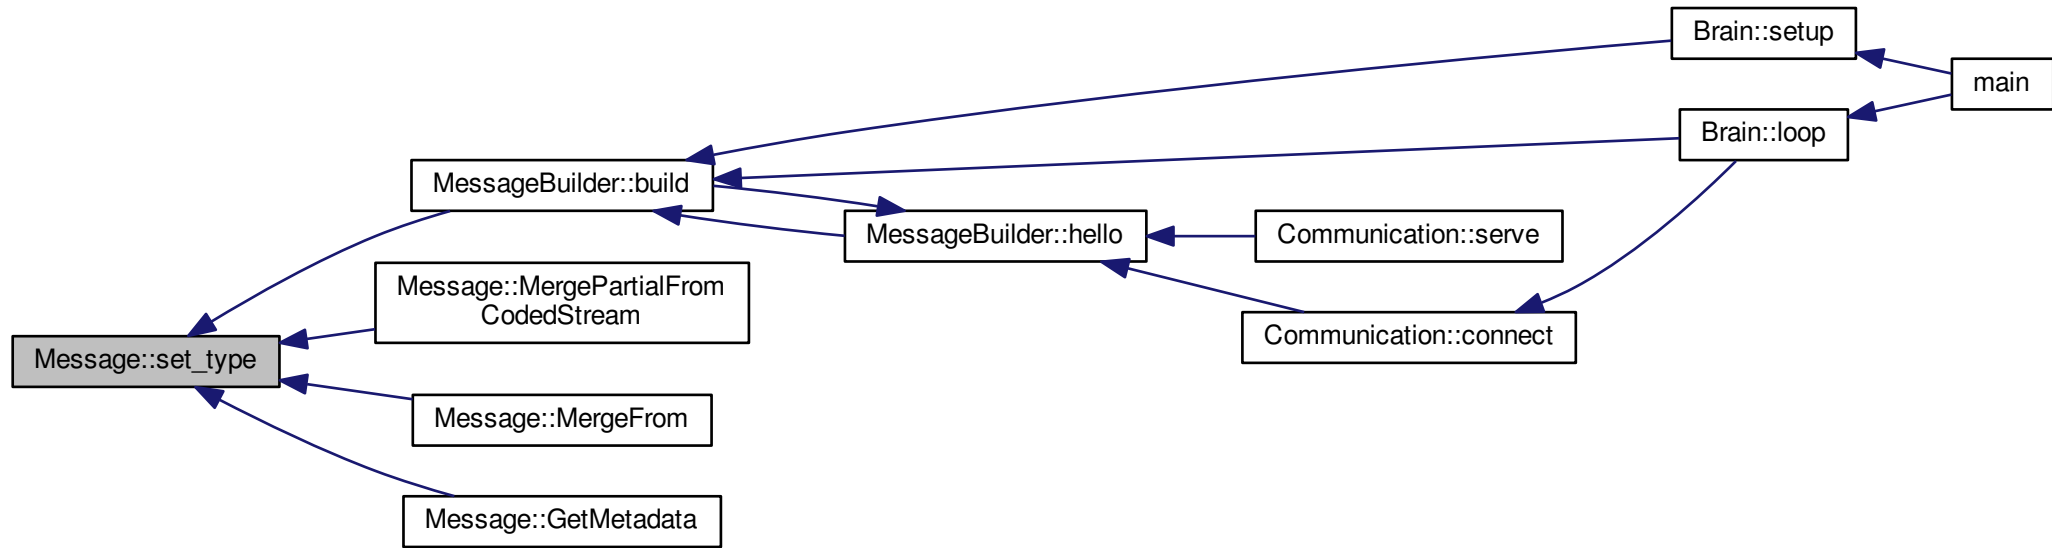 Brain::setup
main
Brain::loop
MessageBuilder::build
MessageBuilder::hello
Communication::serve
Message::MergePartialFrom
CodedStream
Communication::connect
Message::set_type
Message::MergeFrom
Message::GetMetadata